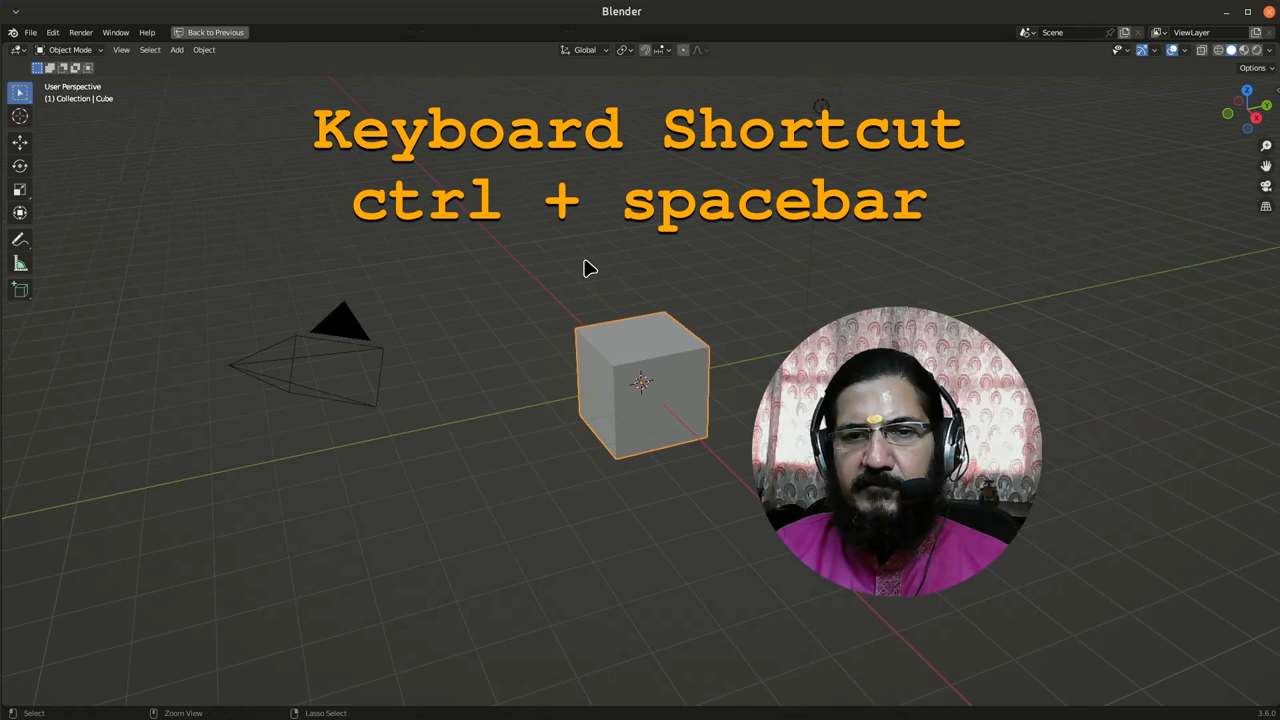 Blender
File Edit Render Window Help Back to Previous Scene ViewLayer
Object Mode View Select Add Object Global
Options
User Perspective
(1) Collection | Cube
Z
Y
X
Keyboard Shortcut
ctrl + spacebar
Select Zoom View Lasso Select 3.6.0